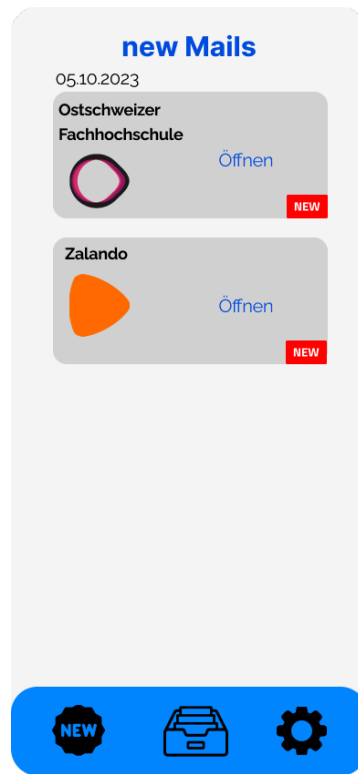 new Mails
05.10.2023
Ostschweizer
Fachhochschule
Öffnen
NEW
Zalando
Öffnen
NEW
NEW